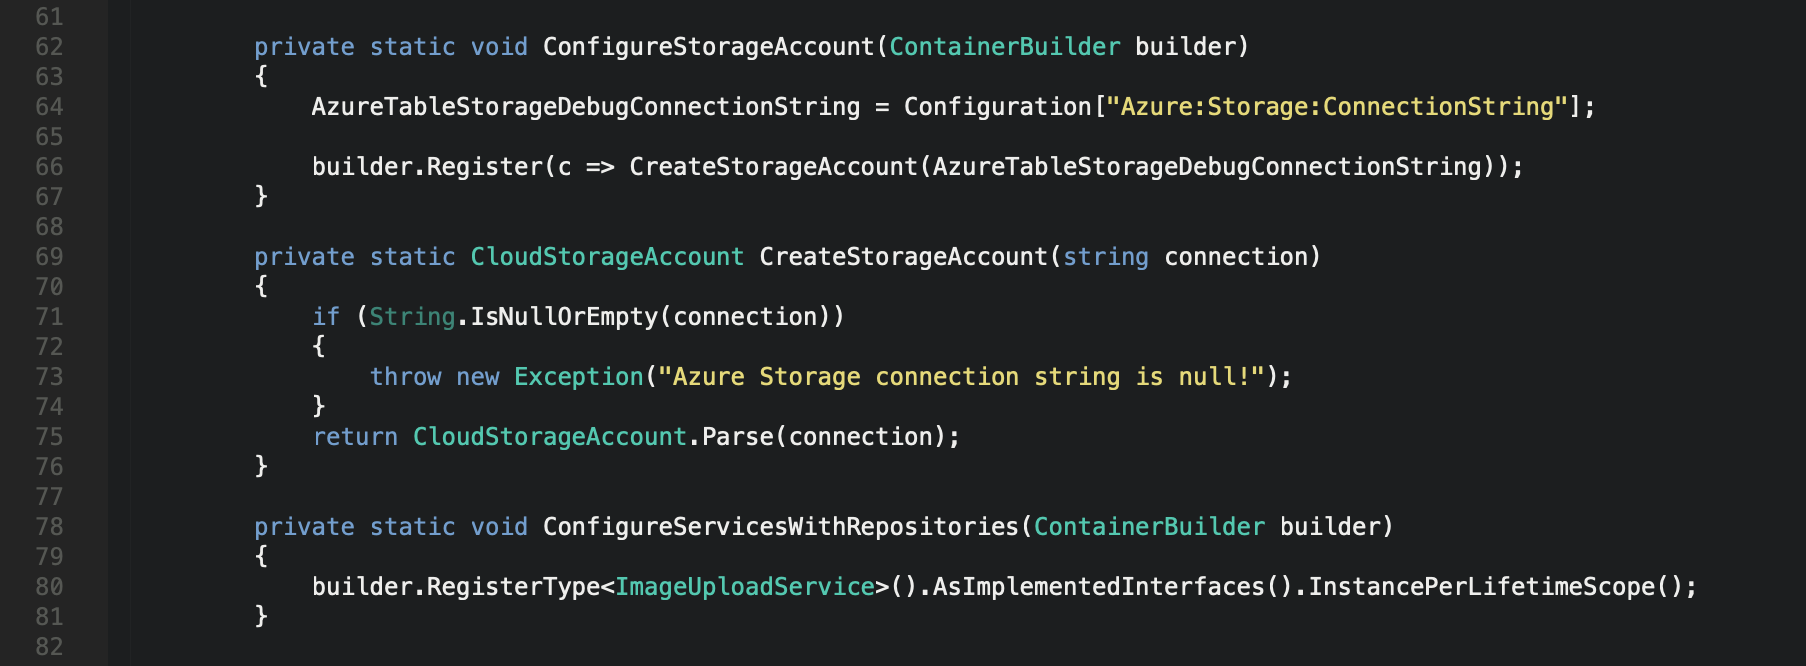 61
62 private static void ConfigureStorageAccount(ContainerBuilder builder)
63 {
64 AzureTableStorageDebugConnectionString = Configuration["Azure:Storage:ConnectionString"];
65
66 builder.Register(c => CreateStorageAccount(AzureTableStorageDebugConnectionString));
67 }
68
69 private static CloudStorageAccount CreateStorageAccount(string connection)
70 {
71 if (String.IsNullOrEmpty(connection))
72 {
73 throw new Exception("Azure Storage connection string is null!");
74 }
75 return CloudStorageAccount.Parse(connection);
76 }
77
78 private static void ConfigureServicesWithRepositories(ContainerBuilder builder)
79 {
80 builder.RegisterType<ImageUploadService>().AsImplementedInterfaces().InstancePerLifetimeScope();
81 }
82